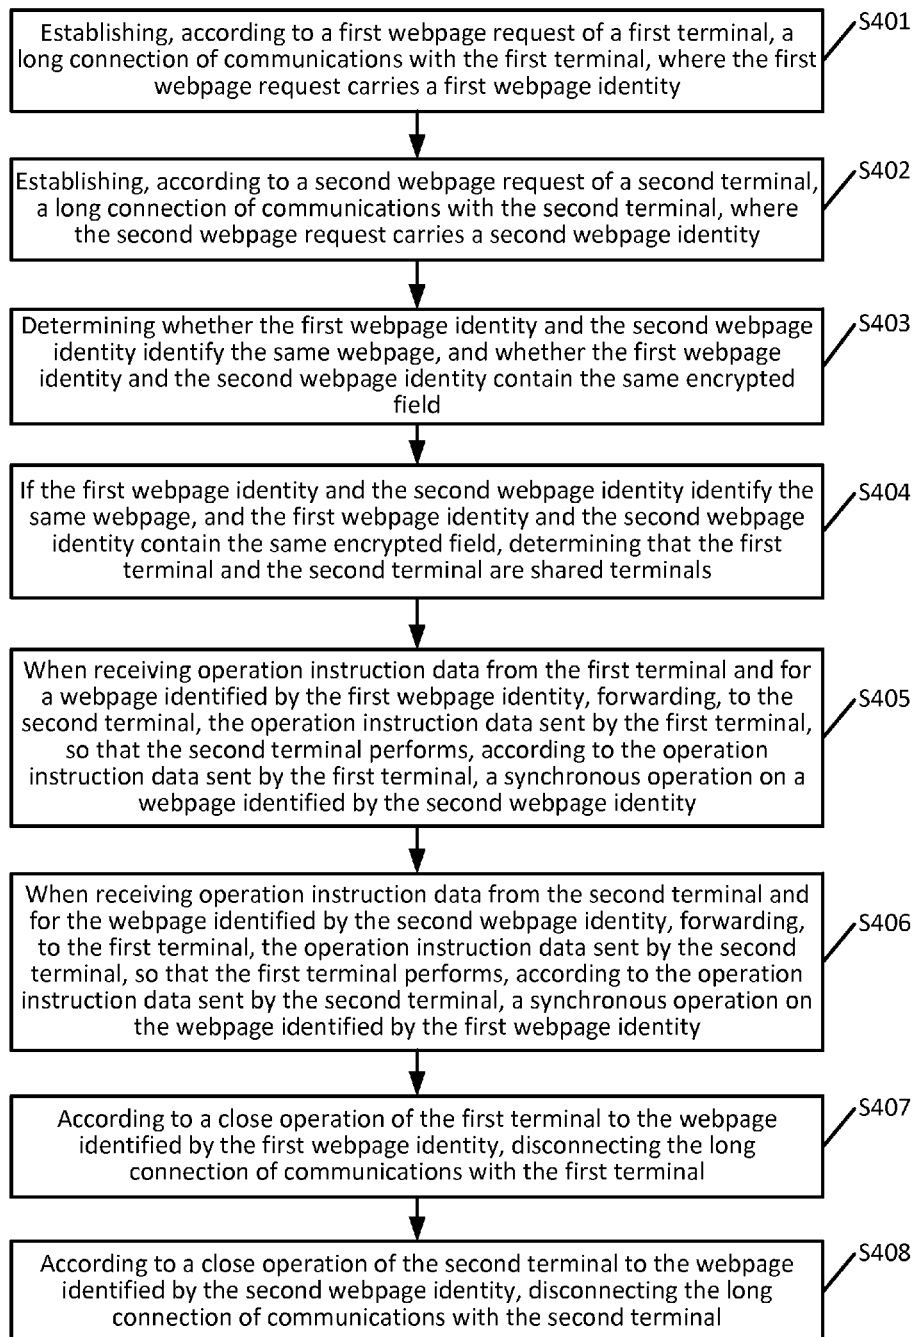 Establishing, according to a first webpage request of a first terminal, a
long connection of communications with the first terminal, where the first
webpage request carries a first webpage identity
S401
Establishing, according to a second webpage request of a second terminal,
a long connection of communications with the second terminal, where
the second webpage request carries a second webpage identity
S402
Determining whether the first webpage identity and the second webpage
identity identify the same webpage, and whether the first webpage
identity and the second webpage identity contain the same encrypted
field
S403
If the first webpage identity and the second webpage identity identify the
same webpage, and the first webpage identity and the second webpage
identity contain the same encrypted field, determining that the first
terminal and the second terminal are shared terminals
S404
When receiving operation instruction data from the first terminal and for
a webpage identified by the first webpage identity, forwarding, to the
second terminal, the operation instruction data sent by the first terminal,
so that the second terminal performs, according to the operation
instruction data sent by the first terminal, a synchronous operation on a
webpage identified by the second webpage identity
S405
When receiving operation instruction data from the second terminal and
for the webpage identified by the second webpage identity, forwarding,
to the first terminal, the operation instruction data sent by the second
terminal, so that the first terminal performs, according to the operation
instruction data sent by the second terminal, a synchronous operation on
the webpage identified by the first webpage identity
S406
According to a close operation of the first terminal to the webpage
identified by the first webpage identity, disconnecting the long
connection of communications with the first terminal
S407
According to a close operation of the second terminal to the webpage
identified by the second webpage identity, disconnecting the long
connection of communications with the second terminal
S408